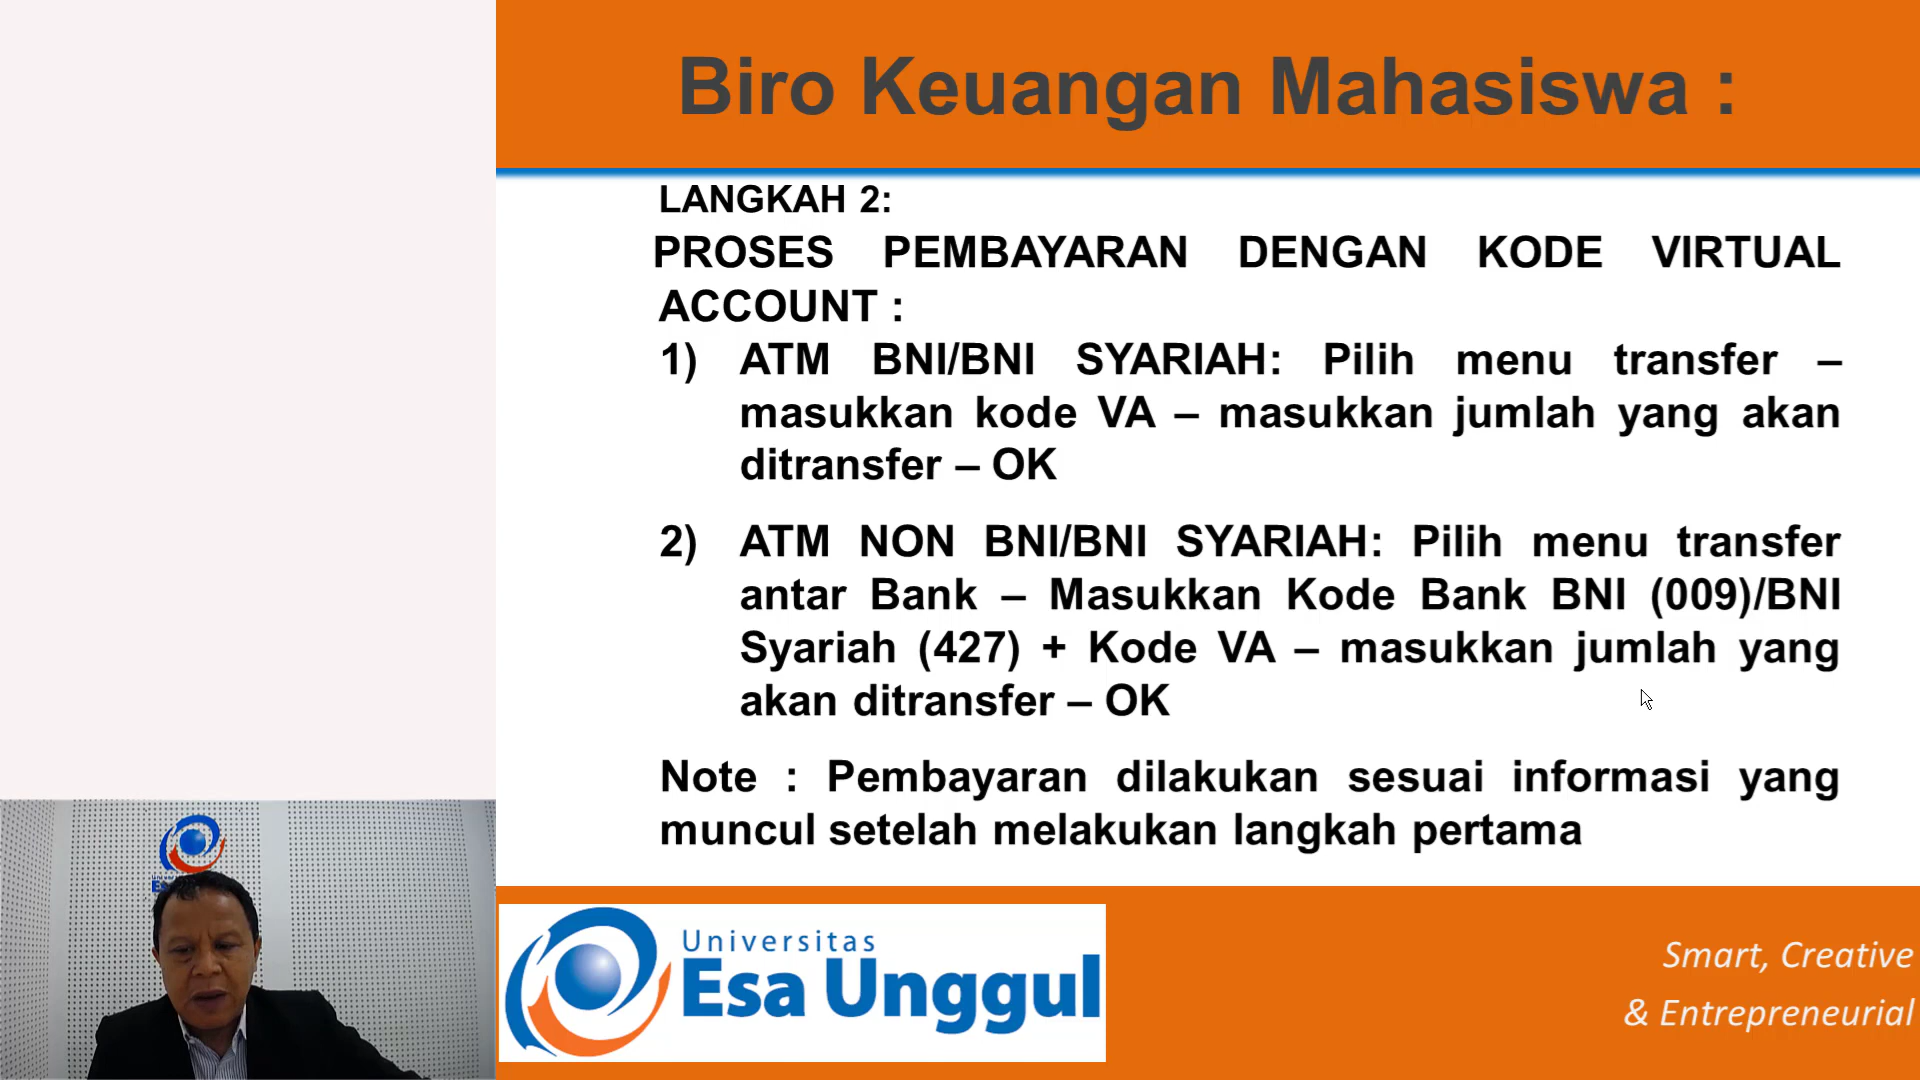 Biro Keuangan Mahasiswa :
LANGKAH 2:
PROSES PEMBAYARAN DENGAN KODE VIRTUAL
ACCOUNT :
1) ATM BNI/BNI SYARIAH: Pilih menu transfer –
masukkan kode VA – masukkan jumlah yang akan
ditransfer – OK
2) ATM NON BNI/BNI SYARIAH: Pilih menu transfer
antar Bank – Masukkan Kode Bank BNI (009)/BNI
Syariah (427) + Kode VA – masukkan jumlah yang
akan ditransfer – OK
Note : Pembayaran dilakukan sesuai informasi yang
muncul setelah melakukan langkah pertama
Universitas
Esa Unggul
Smart, Creative
& Entrepreneurial